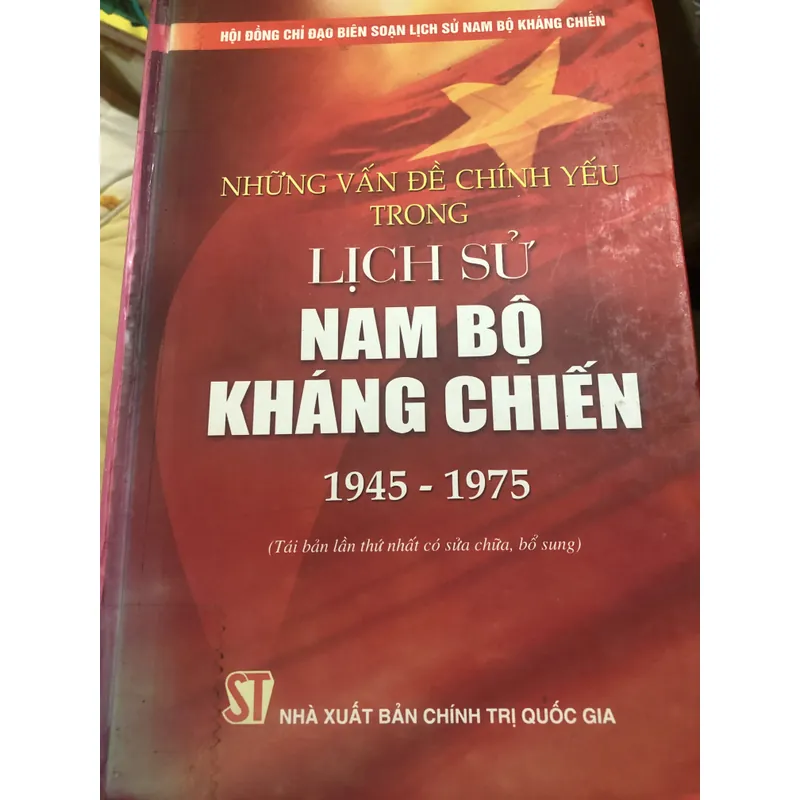 HỘI ĐỒNG CHỈ ĐẠO BIÊN SOẠN LỊCH SỬ NAM BỘ KHÁNG CHIẾN
NHỮNG VẤN ĐỀ CHÍNH YẾU
TRONG
LỊCH SỬ
NAM BỘ
KHÁNG CHIẾN
1945 - 1975
(Tái bản lần thứ nhất có sửa chữa, bổ sung)
ST NHÀ XUẤT BẢN CHÍNH TRỊ QUỐC GIA